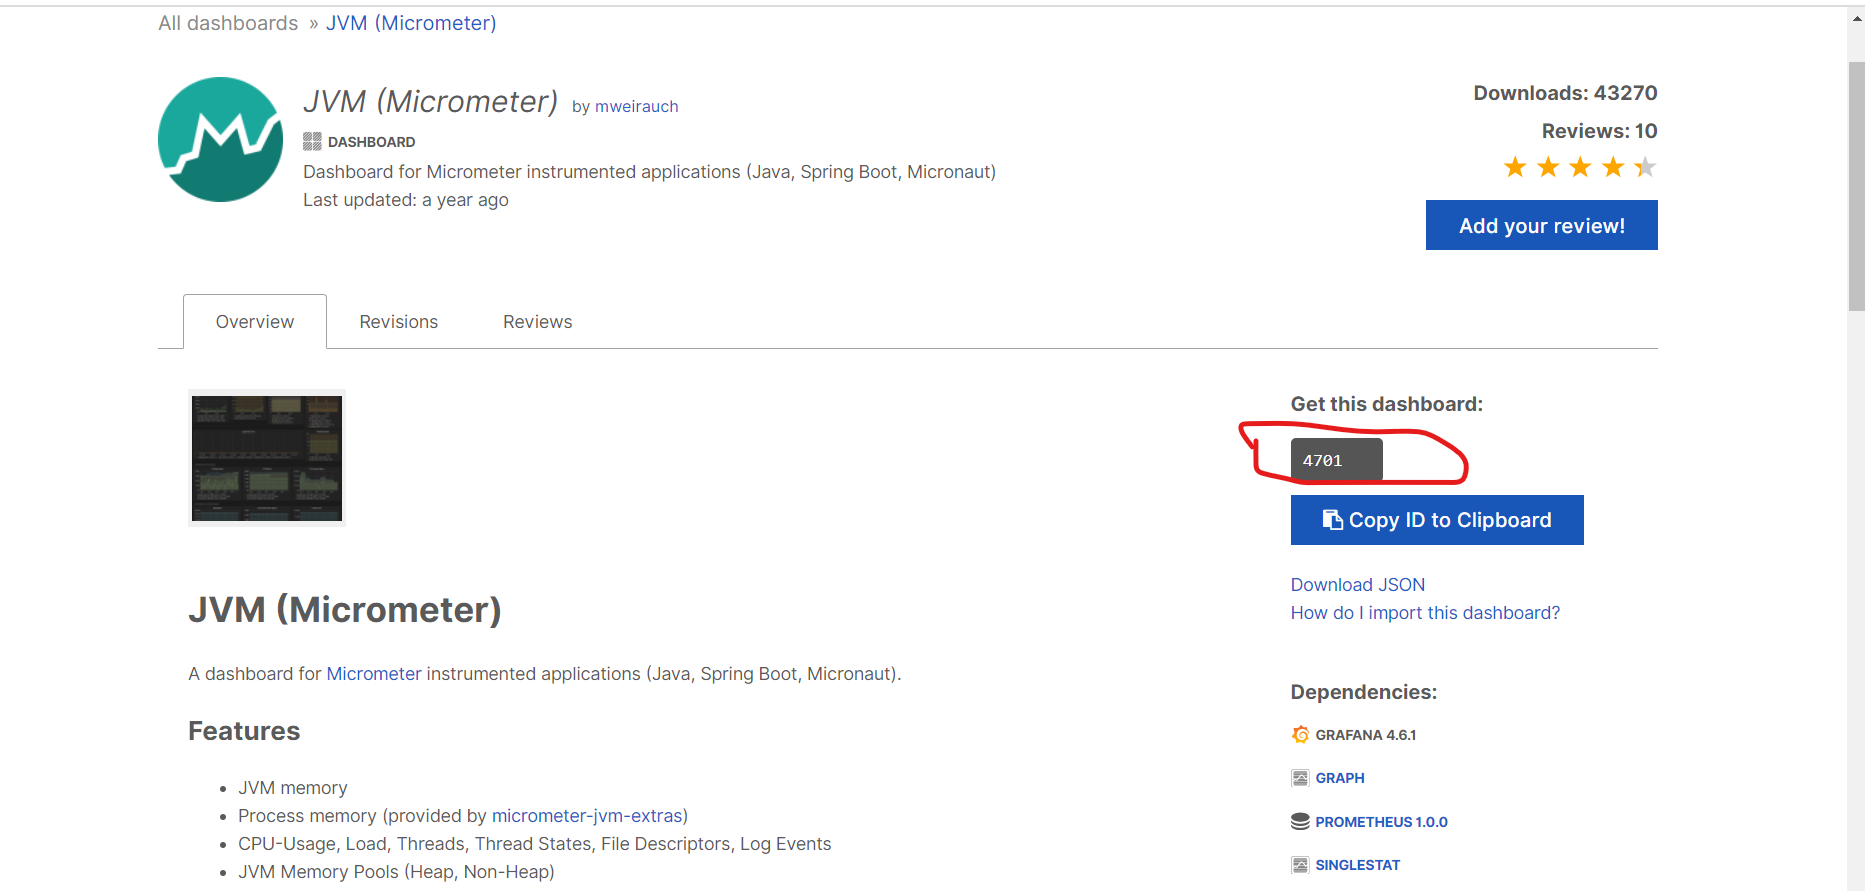 All dashboards » JVM (Micrometer)
JVM (Micrometer) by mweirauch
DASHBOARD
Dashboard for Micrometer instrumented applications (Java, Spring Boot, Micronaut)
Last updated: a year ago
Downloads: 43270
Reviews: 10
Add your review!
Overview Revisions Reviews
Get this dashboard:
4701
Copy ID to Clipboard
Download JSON
How do I import this dashboard?
JVM (Micrometer)
A dashboard for Micrometer instrumented applications (Java, Spring Boot, Micronaut).
Features
• JVM memory
• Process memory (provided by micrometer-jvm-extras)
• CPU-Usage, Load, Threads, Thread States, File Descriptors, Log Events
• JVM Memory Pools (Heap, Non-Heap)
Dependencies:
GRAFANA 4.6.1
GRAPH
PROMETHEUS 1.0.0
SINGLESTAT